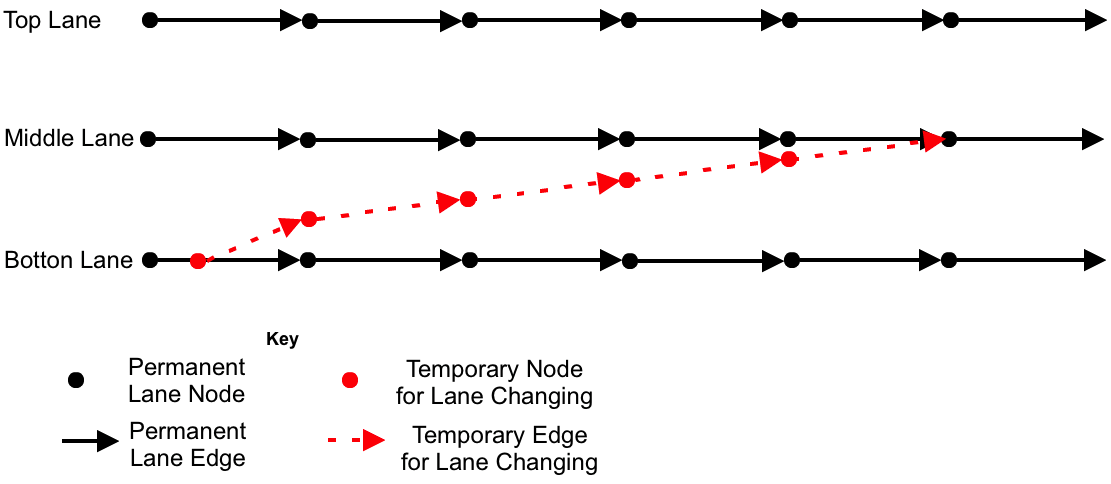 Top Lane
Middle Lane
Botton Lane
Key
Permanent
Lane Node
Temporary Node
for Lane Changing
Permanent
Lane Edge
Temporary Edge
for Lane Changing